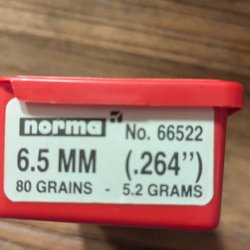 norma No. 66522
6.5 MM (.264")
80 GRAINS - 5.2 GRAMS